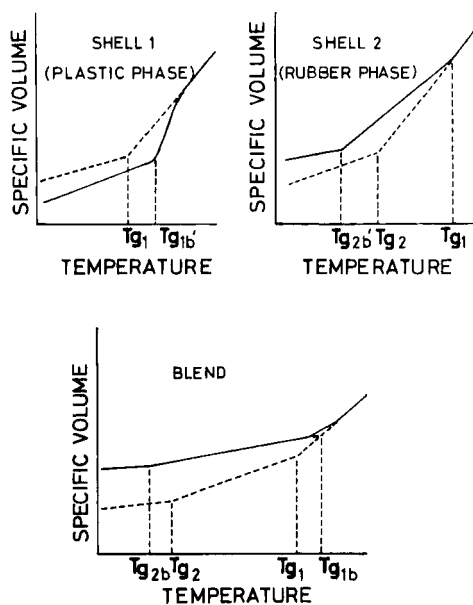 SHELL 1
(PLASTIC PHASE)
SPECIFIC VOLUME
Tg1 Tg1b'
TEMPERATURE
SHELL 2
(RUBBER PHASE)
SPECIFIC VOLUME
Tg2b' Tg2 Tg1
TEMPERATURE
BLEND
SPECIFIC VOLUME
Tg2b Tg2 Tg1 Tg1b
TEMPERATURE